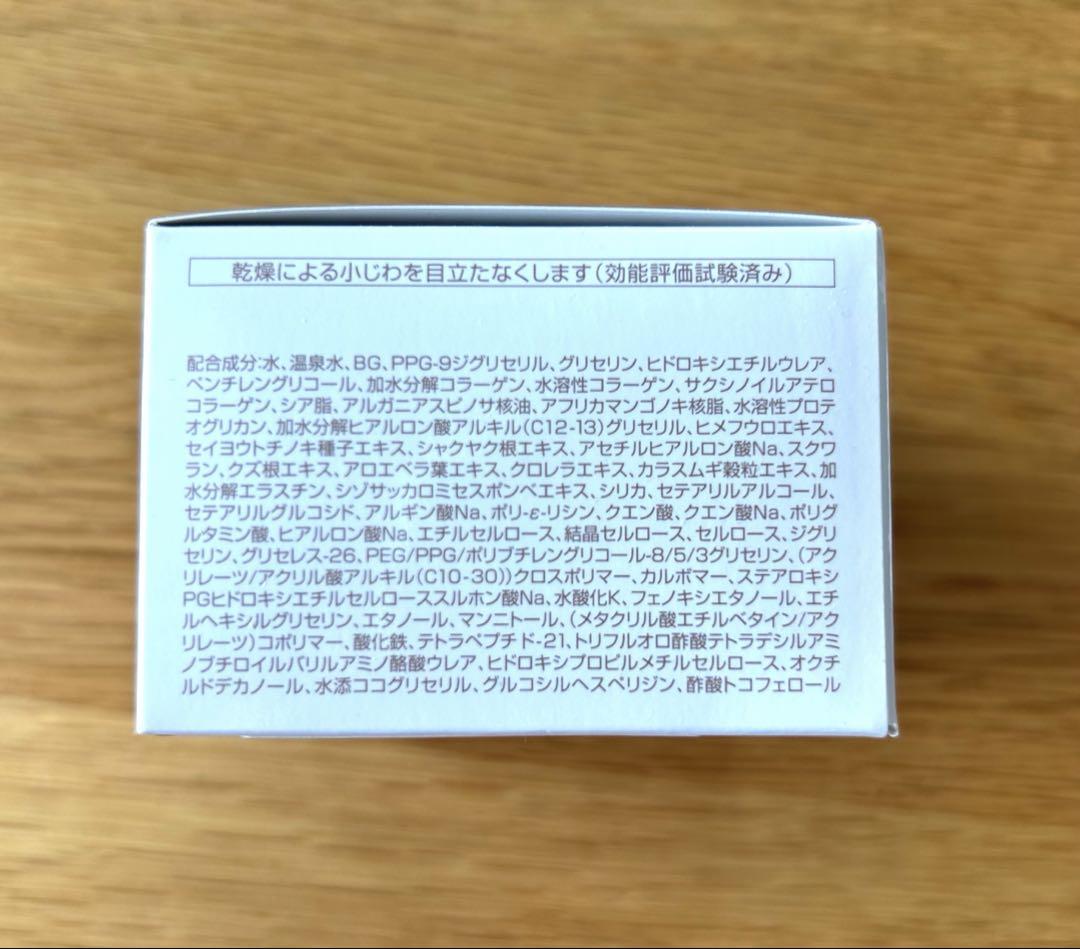 乾燥による小じわを目立たなくします（効能評価試験済み）
配合成分:水、温泉水、BG、PPG-9ジグリセリル、グリセリン、ヒドロキシエチルウレア、
ペンチレングリコール、加水分解コラーゲン、水溶性コラーゲン、サクシノイルアテロ
コラーゲン、シア脂、アルガニアスピノサ核油、アフリカマンゴノキ核脂、水溶性プロテ
オグリカン、加水分解ヒアルロン酸アルキル(C12-13)グリセリル、ヒメフウロエキス、
セイヨウトチノキ種子エキス、シャクヤク根エキス、アセチルヒアルロン酸Na、スクワ
ラン、クズ根エキス、アロエベラ葉エキス、クロレラエキス、カラスムギ穀粒エキス、加
水分解エラスチン、シゾサッカロミセスポンベエキス、シリカ、セテアリルアルコール、
セテアリルグルコシド、アルギン酸Na、ポリ-ε-リシン、クエン酸、クエン酸Na、ポリグ
ルタミン酸、ヒアルロン酸Na、エチルセルロース、結晶セルロース、セルロース、ジグリ
セリン、グリセレス-26、PEG/PPG/ポリブチレングリコール-8/5/3グリセリン、(アク
リレーツ/アクリル酸アルキル(C10-30))クロスポリマー、カルボマー、ステアロキシ
PGヒドロキシエチルセルローススルホン酸Na、水酸化K、フェノキシエタノール、エチ
ルヘキシルグリセリン、エタノール、マンニトール、(メタクリル酸エチルベタイン/アク
リレーツ)コポリマー、酸化鉄、テトラペプチド-21、トリフルオロ酢酸テトラデシルアミ
ノブチロイルバリルアミノ酪酸ウレア、ヒドロキシプロピルメチルセルロース、オクチ
ルドデカノール、水添ココグリセリル、グルコシルヘスペリジン、酢酸トコフェロール